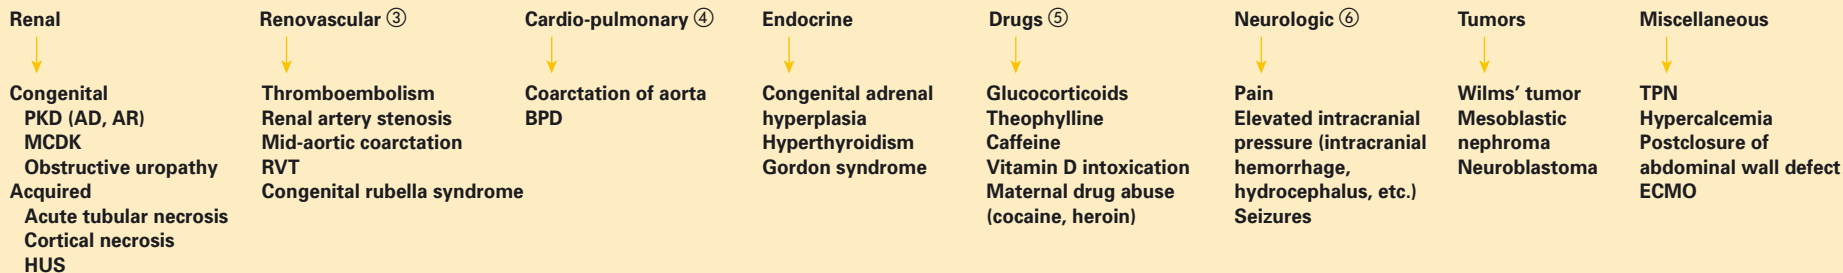 Renal
Congenital
PKD (AD, AR)
MCDK
Obstructive uropathy
Acquired
Acute tubular necrosis
Cortical necrosis
HUS
Renovascular ③
Thromboembolism
Renal artery stenosis
Mid-aortic coarctation
RVT
Congenital rubella syndrome
Cardio-pulmonary ④
Coarctation of aorta
BPD
Endocrine
Congenital adrenal
hyperplasia
Hyperthyroidism
Gordon syndrome
Drugs ⑤
Glucocorticoids
Theophylline
Caffeine
Vitamin D intoxication
Maternal drug abuse
(cocaine, heroin)
Neurologic ⑥
Pain
Elevated intracranial
pressure (intracranial
hemorrhage,
hydrocephalus, etc.)
Seizures
Tumors
Wilms’ tumor
Mesoblastic
nephroma
Neuroblastoma
Miscellaneous
TPN
Hypercalcemia
Postclosure of
abdominal wall defect
ECMO